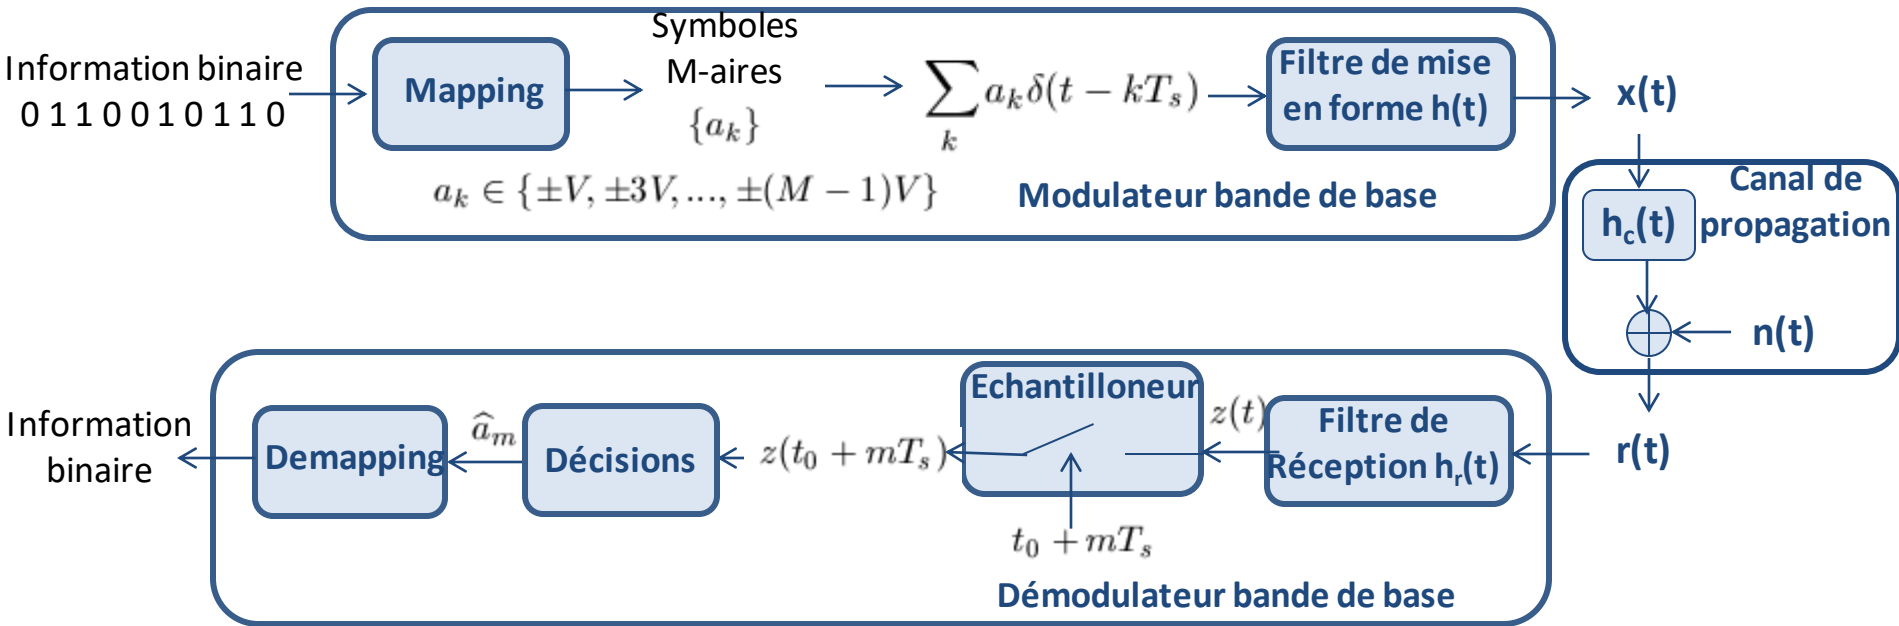 Information binaire
0 1 1 0 0 1 0 1 1 0
Mapping
Symboles
M-aires
{a_k}
∑_k a_k δ(t − kT_s)
Filtre de mise
en forme h(t)
x(t)
a_k ∈ {±V, ±3V, ..., ±(M − 1)V}
Modulateur bande de base
Canal de
propagation
h_c(t)
n(t)
r(t)
Filtre de
Réception h_r(t)
z(t)
Echantilloneur
t_0 + mT_s
z(t_0 + mT_s)
Décisions
â_m
Demapping
Information
binaire
Démodulateur bande de base